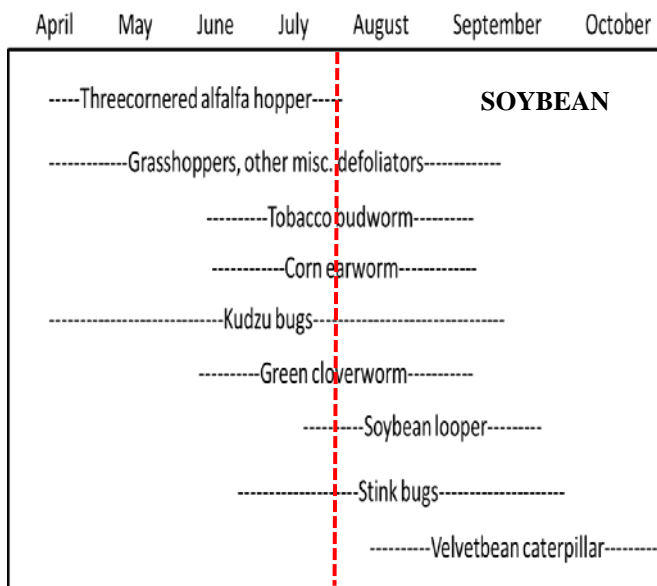 April May June July August September October
-----Threecornered alfalfa hopper-----
SOYBEAN
-------------Grasshoppers, other misc. defoliators-------------
----------Tobacco budworm----------
------------Corn earworm-------------
-----------------------------Kudzu bugs--------------------------------
----------Green cloverworm-----------
----------Soybean looper---------
--------------------Stink bugs---------------------
----------Velvetbean caterpillar---------